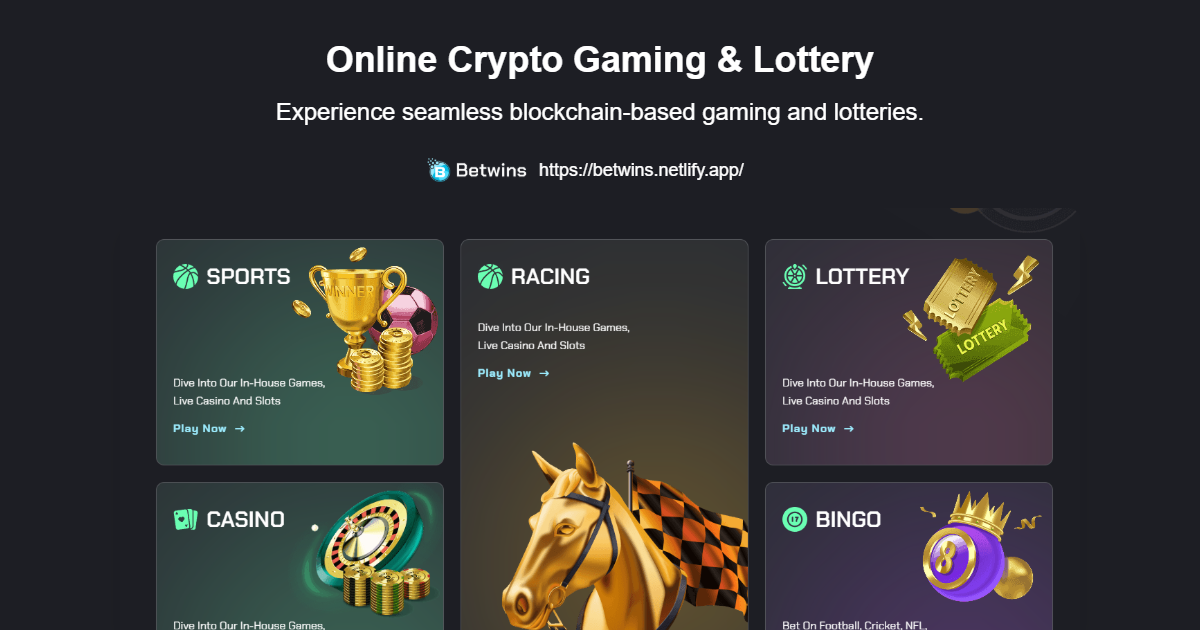 Online Crypto Gaming & Lottery
Experience seamless blockchain-based gaming and lotteries.
B Betwins https://betwins.netlify.app/
SPORTS
WINNER
Dive Into Our In-House Games,
Live Casino And Slots
Play Now →
RACING
Dive Into Our In-House Games,
Live Casino And Slots
Play Now →
LOTTERY
LOTTERY
LOTTERY
Dive Into Our In-House Games,
Live Casino And Slots
Play Now →
CASINO
Dive Into Our In-House Games,
17 BINGO
8
Bet On Football, Cricket, NFL,